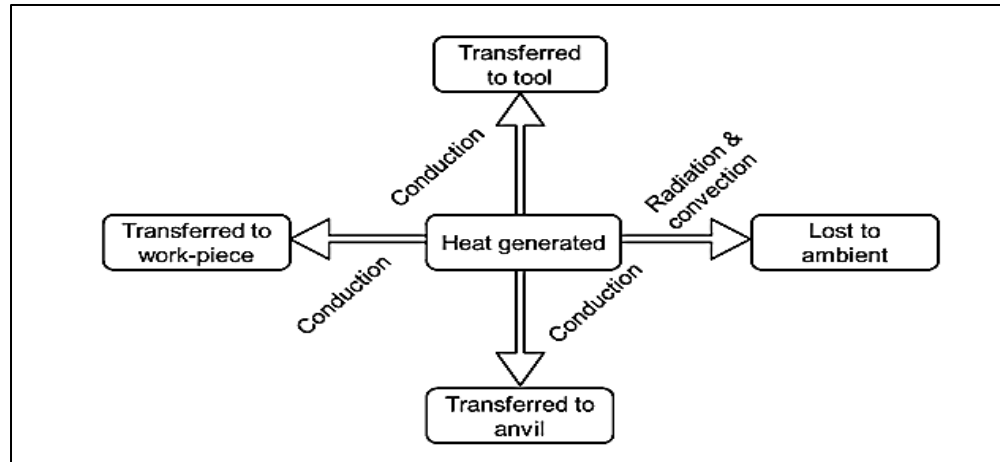 Transferred
to tool
Conduction
Radiation &
convection
Transferred to
work-piece
Heat generated
Lost to
ambient
Conduction
Conduction
Transferred to
anvil